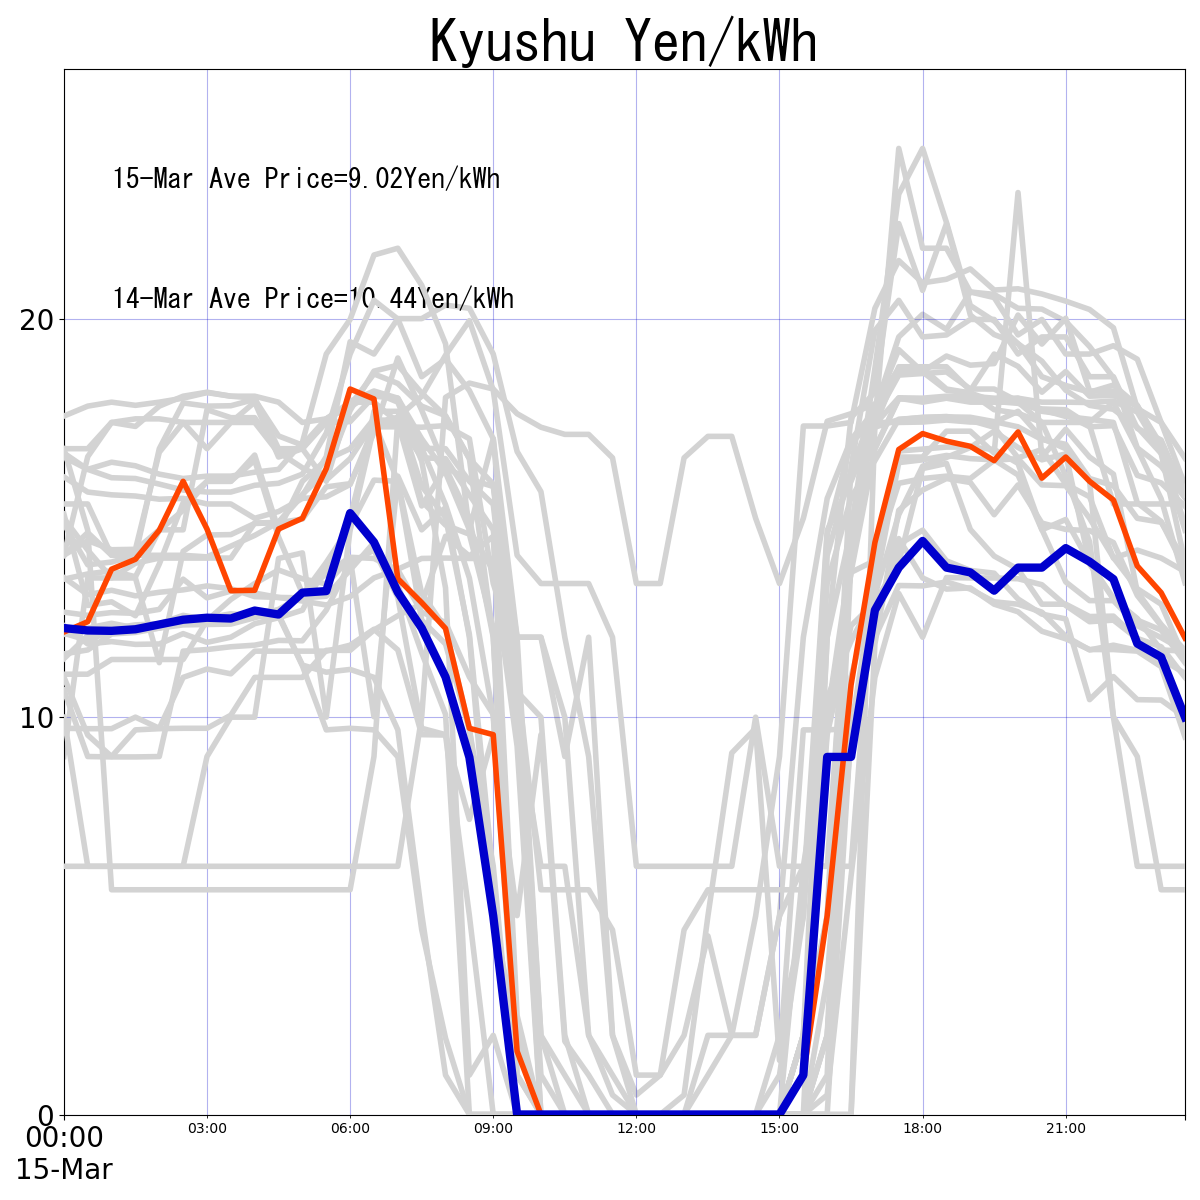 Kyushu Yen/kWh
15-Mar Ave Price=9.02Yen/kWh
14-Mar Ave Price=10.44Yen/kWh
20
10
0
00:00 03:00 06:00 09:00 12:00 15:00 18:00 21:00
15-Mar